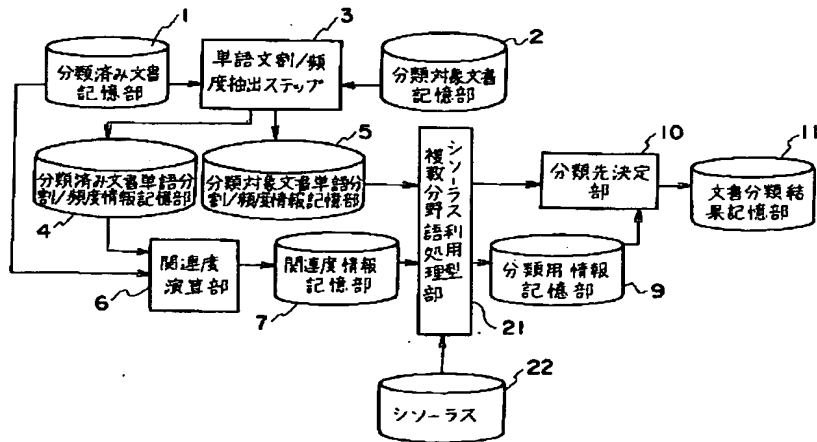 1
3
2
分類済み文書
記憶部
単語文割/頻
度抽出ステップ
分類対象文書
記憶部
5
10
11
分類済み文書単語分
割/頻度情報記憶部
分類対象文書単語分
割/頻度情報記憶部
シソーラス利用型
複数分野語処理部
分類先決定
部
文書分類結
果記憶部
4
関連度
演算部
関連度情報
記憶部
分類用情報
記憶部
6
7
21
9
22
シソーラス